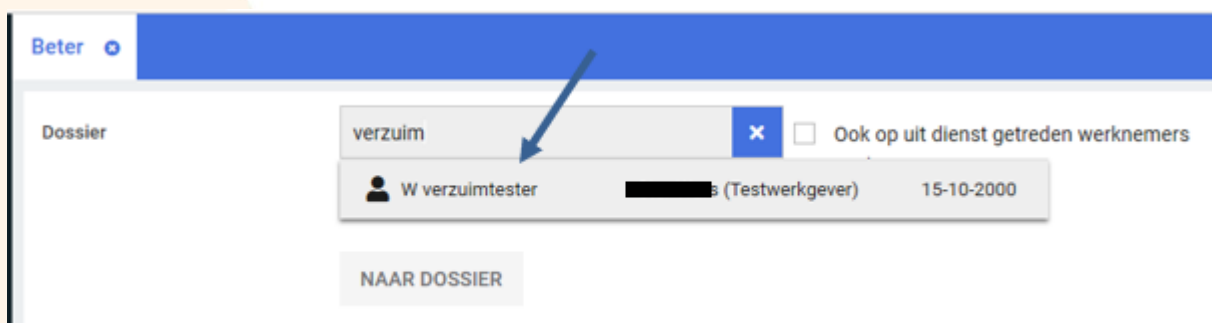 Beter
Dossier
verzuim
Ook op uit dienst getreden werknemers
W verzuimtester s (Testwerkgever) 15-10-2000
NAAR DOSSIER